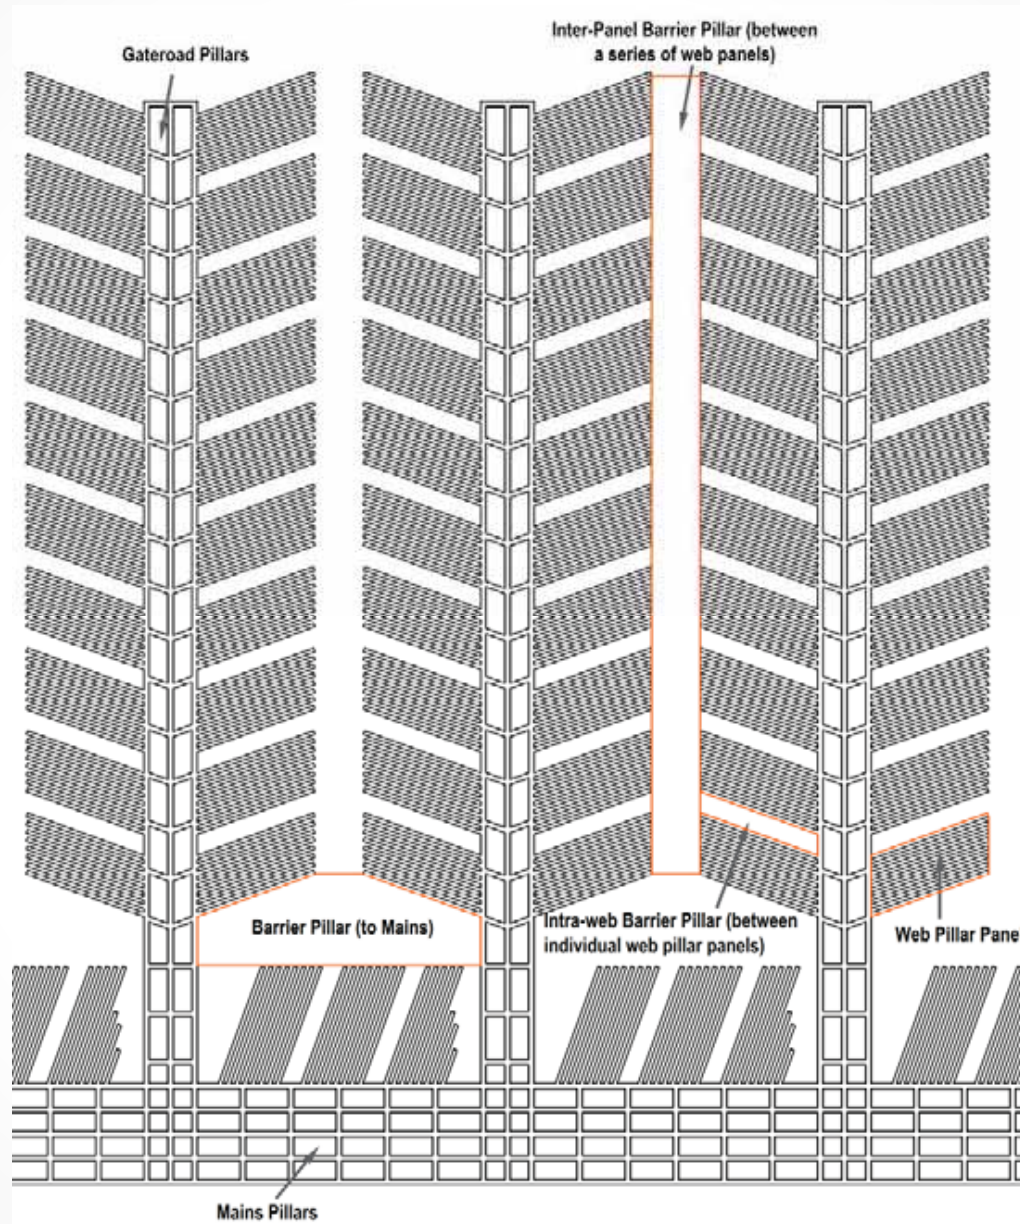 Gateroad Pillars
Inter-Panel Barrier Pillar (between
a series of web panels)
Barrier Pillar (to Mains)
Intra-web Barrier Pillar (between
individual web pillar panels)
Web Pillar Pane
Mains Pillars